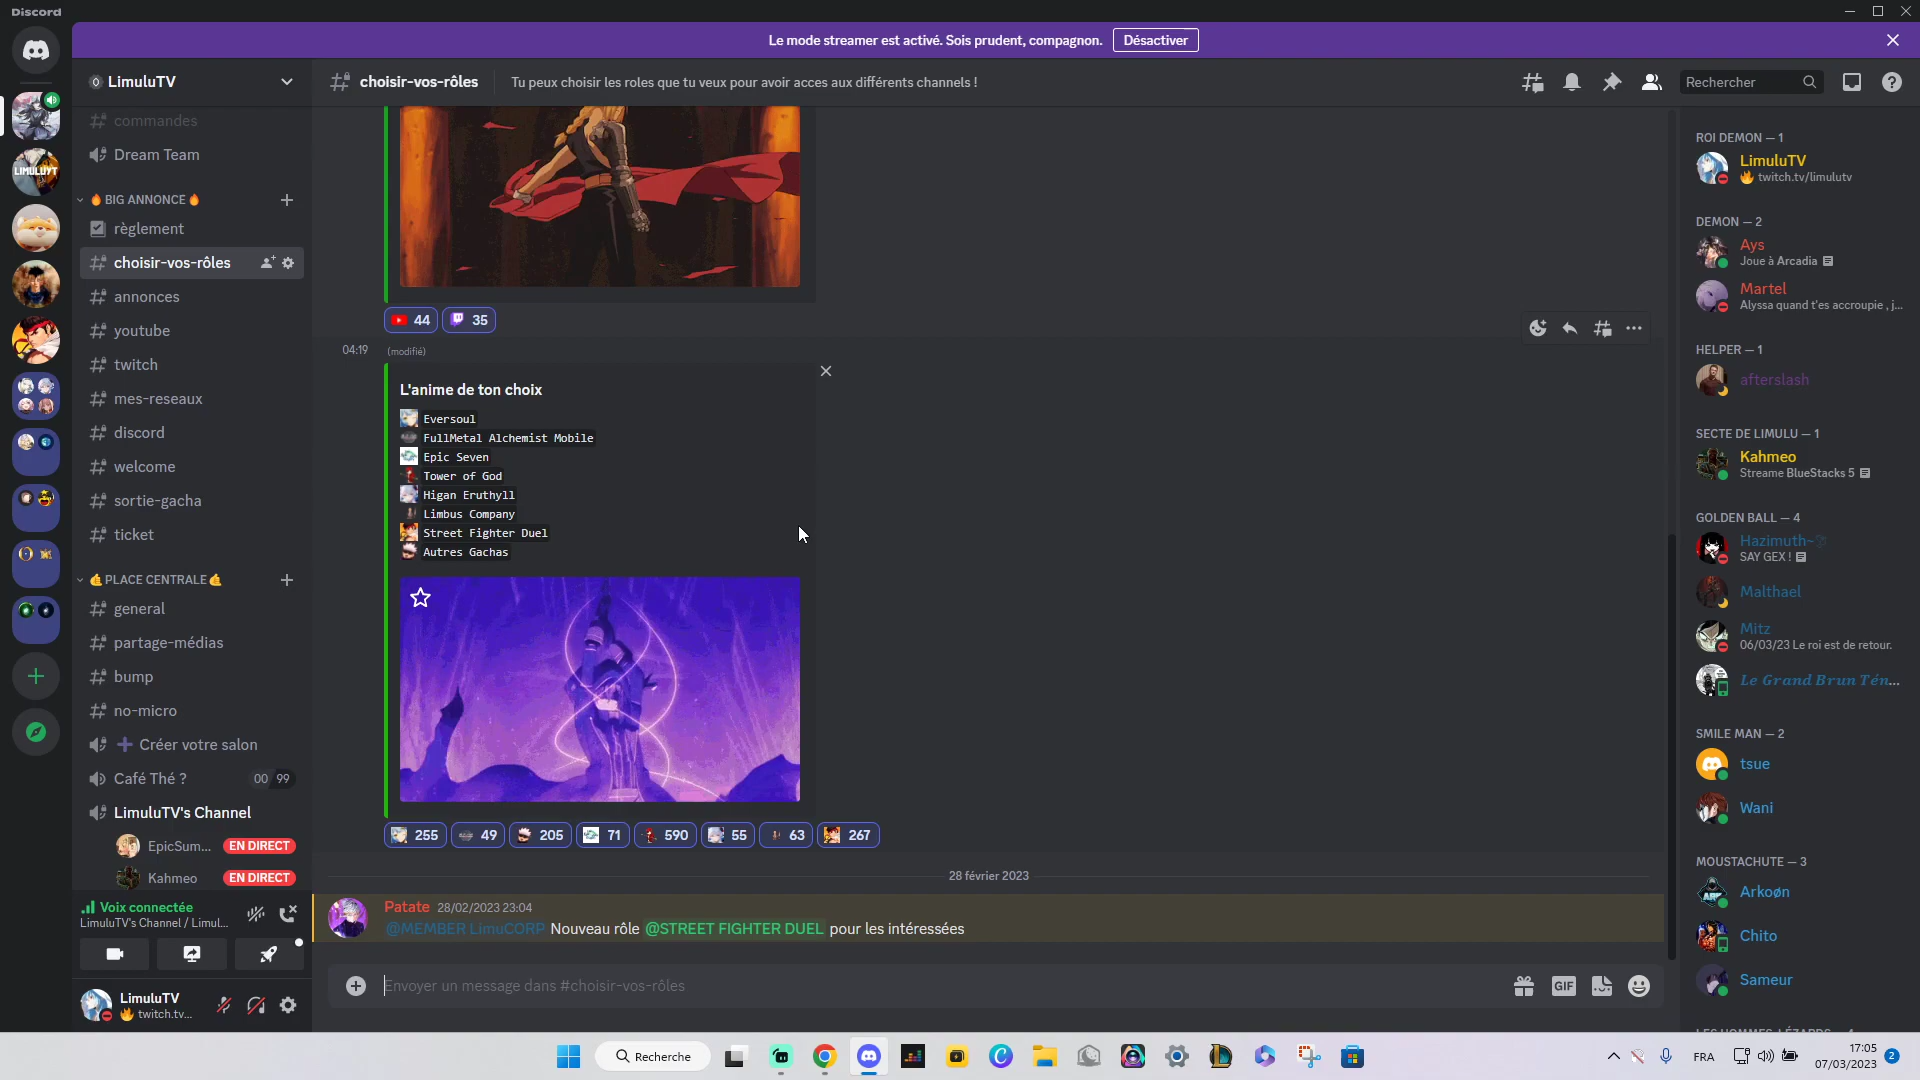 Discord
Le mode streamer est activé. Sois prudent, compagnon.
Désactiver
LimuluTV
choisir-vos-rôles
Tu peux choisir les roles que tu veux pour avoir acces aux différents channels !
Rechercher
LIMULUYT
commandes
Dream Team
BIG ANNONCE
règlement
choisir-vos-rôles
annonces
youtube
twitch
mes-reseaux
discord
welcome
sortie-gacha
ticket
PLACE CENTRALE
general
partage-médias
bump
no-micro
Créer votre salon
Café Thé ?
00 99
LimuluTV's Channel
EpicSum... EN DIRECT
Kahmeo EN DIRECT
Voix connectée
LimuluTV's Channel / Limul...
LimuluTV
twitch.tv...
44 35
04:19 (modifié)
L'anime de ton choix
Eversoul
FullMetal Alchemist Mobile
Epic Seven
Tower of God
Higan Eruthyll
Limbus Company
Street Fighter Duel
Autres Gachas
255 49 205 71 590 55 63 267
28 février 2023
Patate 28/02/2023 23:04
@MEMBER LimuCORP Nouveau rôle @STREET FIGHTER DUEL pour les intéressées
Envoyer un message dans #choisir-vos-rôles
GIF
ROI DEMON — 1
LimuluTV
twitch.tv/limulutv
DEMON — 2
Ays
Joue à Arcadia
Martel
Alyssa quand t'es accroupie , j...
HELPER — 1
afterslash
SECTE DE LIMULU — 1
Kahmeo
Streame BlueStacks 5
GOLDEN BALL — 4
Hazimuth~?
SAY GEX !
Malthael
Mitz
06/03/23 Le roi est de retour.
Le Grand Brun Tén...
SMILE MAN — 2
tsue
Wani
MOUSTACHUTE — 3
Arkoøn
Chito
Sameur
Recherche
FRA
17:05
07/03/2023
2